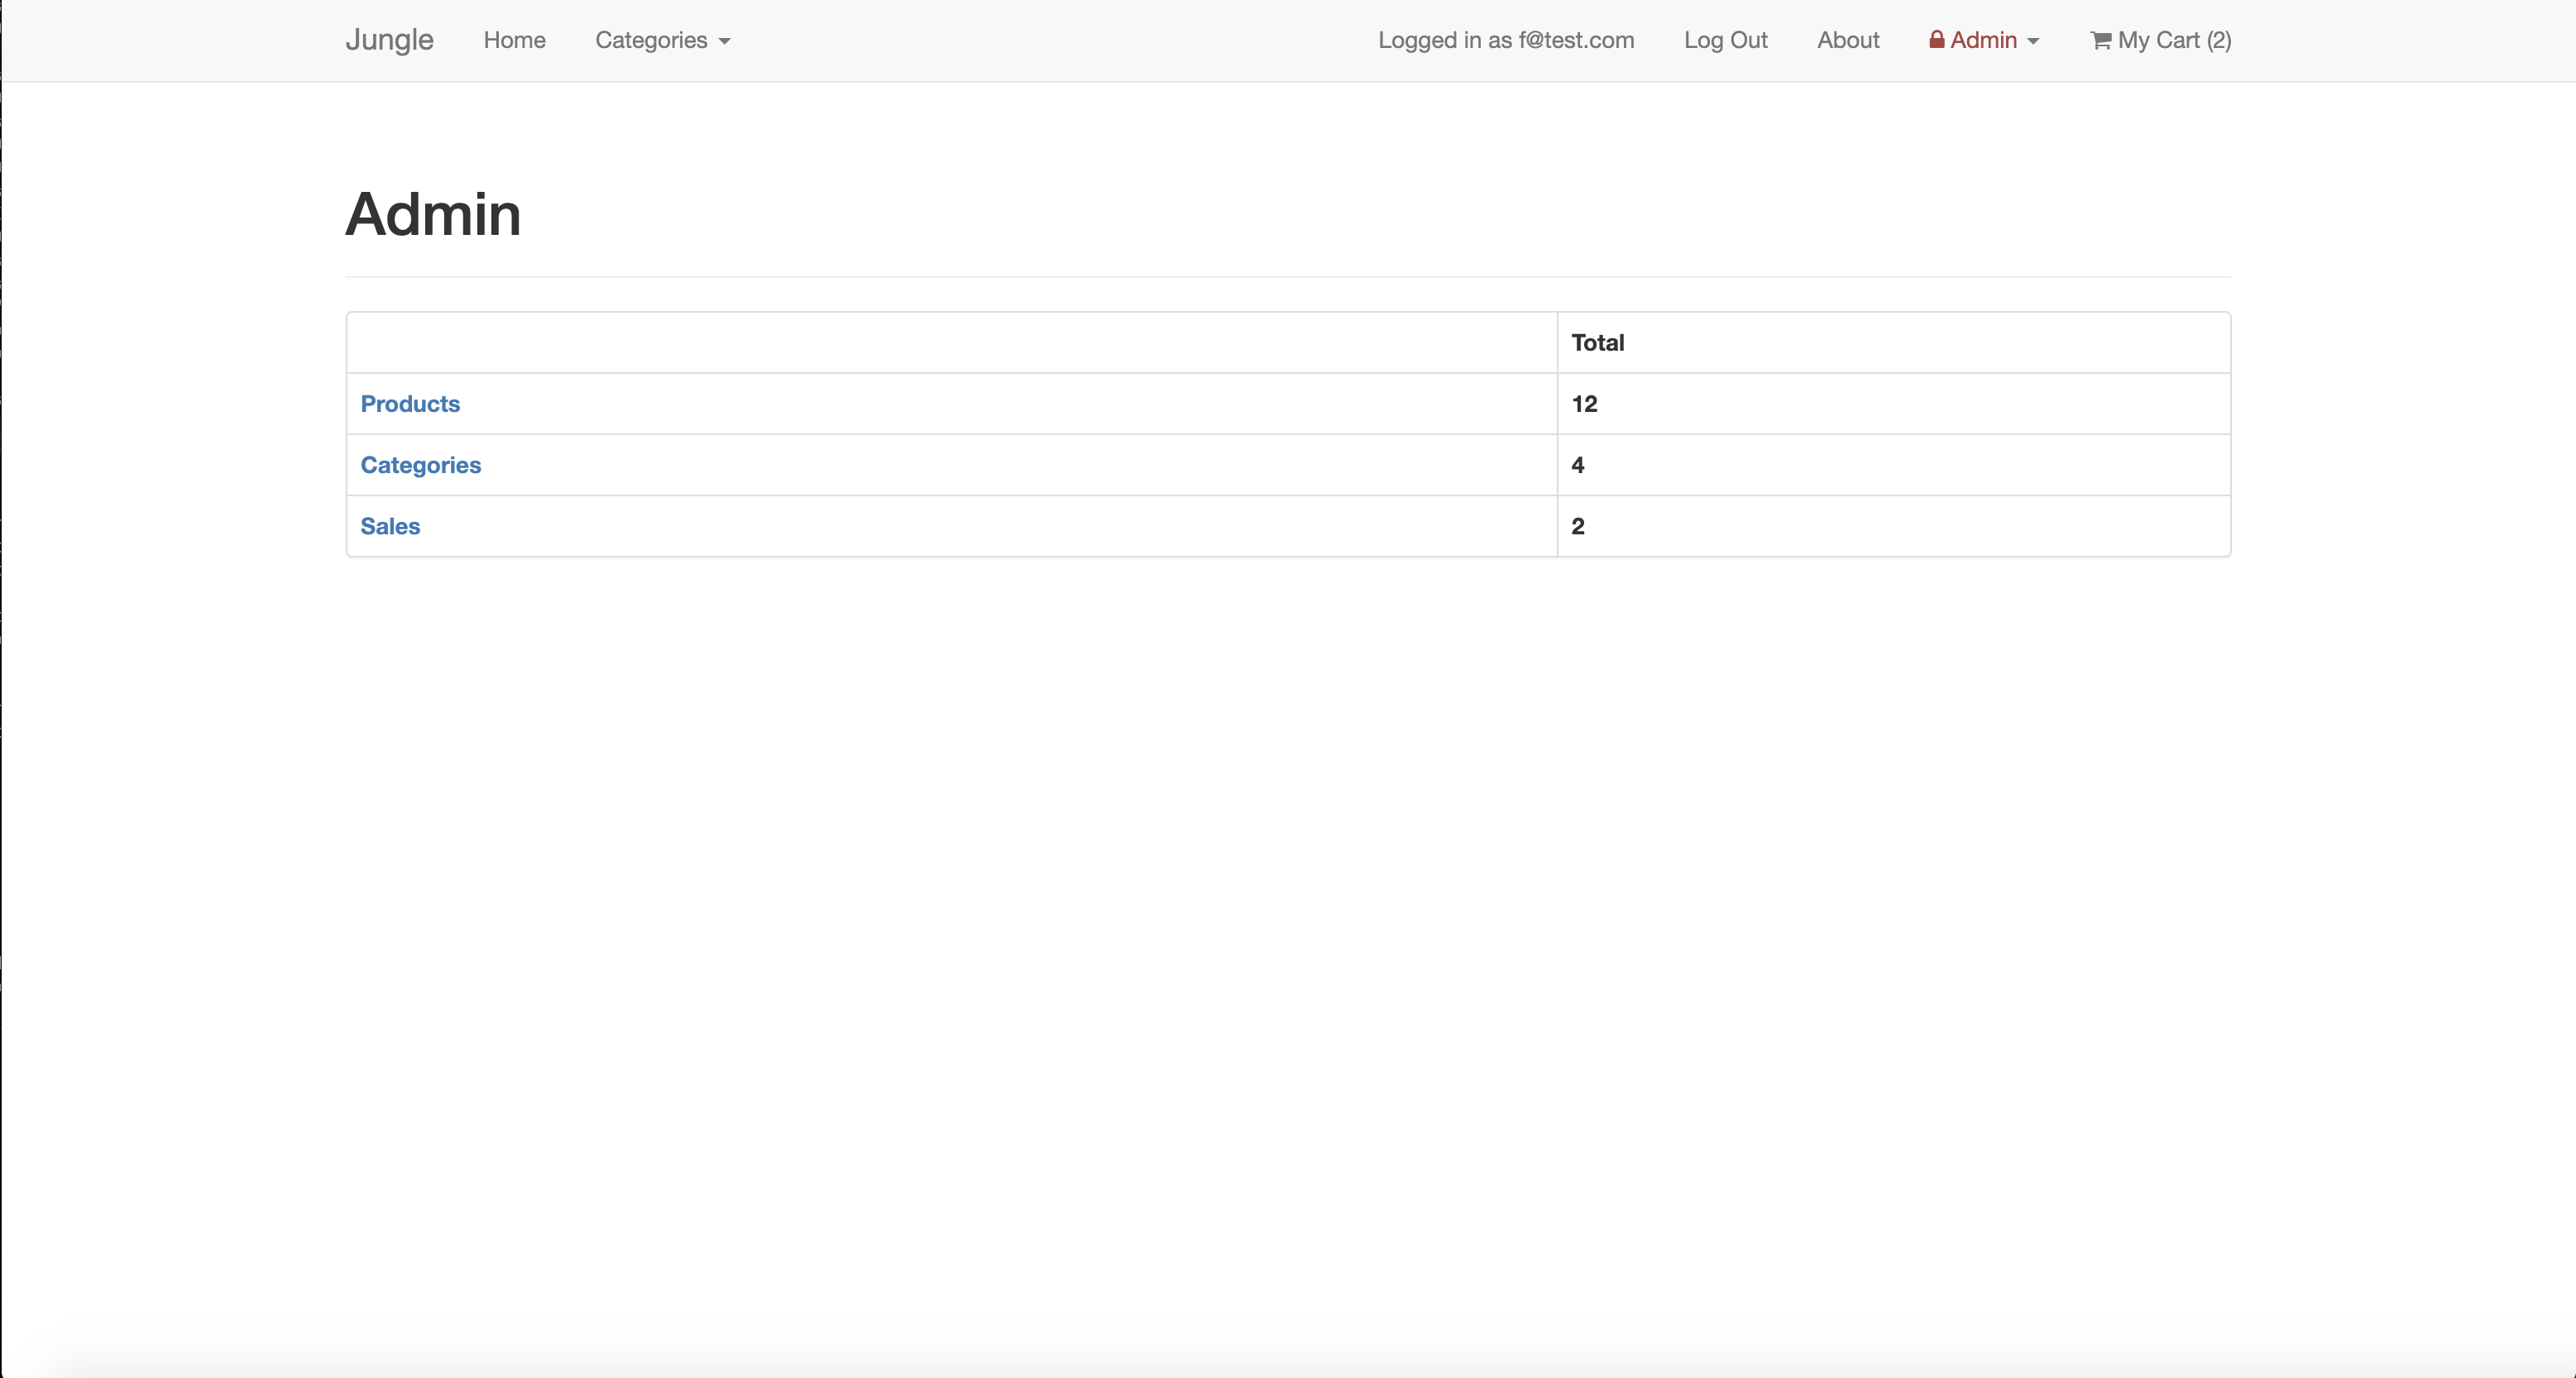 Jungle Home Categories Logged in as f@test.com Log Out About Admin My Cart (2)
Admin
Total
Products 12
Categories 4
Sales 2